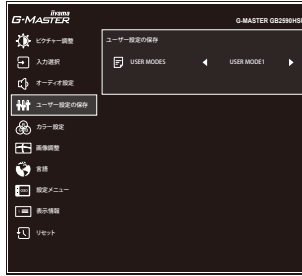 iiyama
G-MASTER
G-MASTER GB2590HS
ピクチャー調整
ユーザー設定の保存
入力選択
USER MODES
USER MODE1
オーディオ設定
ユーザー設定の保存
カラー設定
画像調整
言語
OSD
設定メニュー
表示情報
リセット